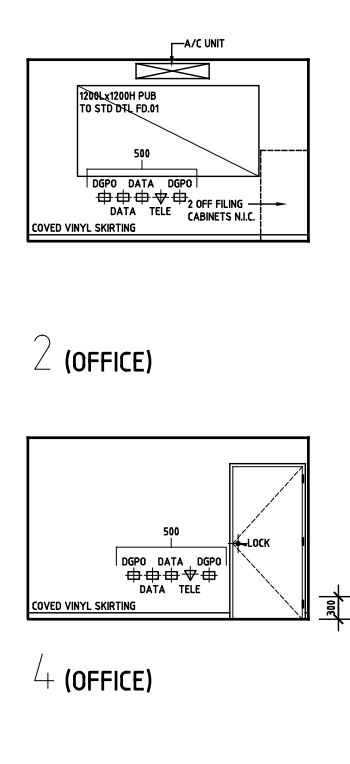 A/C UNIT
1200Lx1200H PUB
TO STD DTL FD.01
500
DGPO DATA DGPO
DATA TELE
2 OFF FILING
CABINETS N.I.C.
COVED VINYL SKIRTING
2 (OFFICE)
500
LOCK
DGPO DATA DGPO
DATA TELE
COVED VINYL SKIRTING
300
4 (OFFICE)